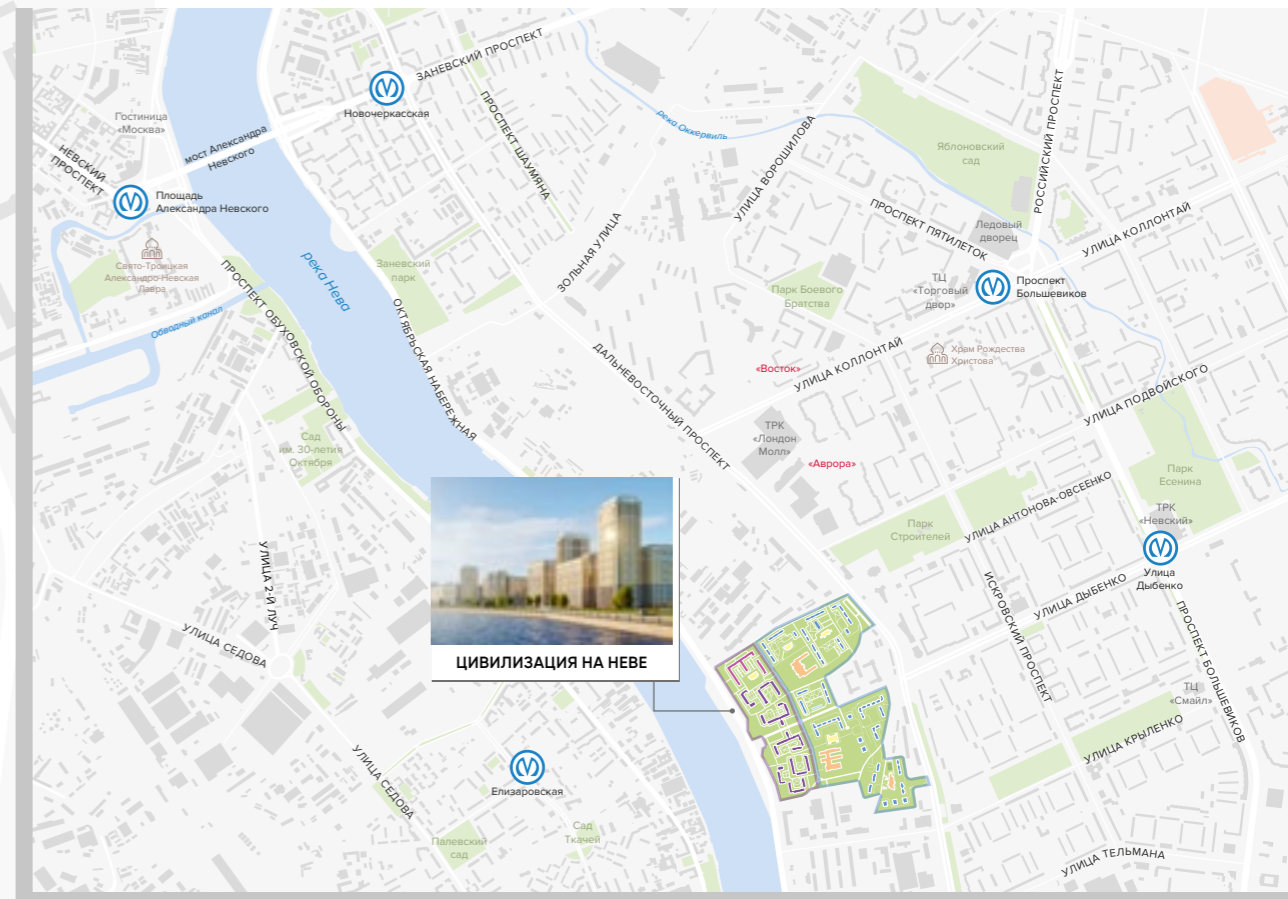 ЗАНЕВСКИЙ ПРОСПЕКТ
Новочеркасская
Гостиница
«Москва»
мост Александра
Невского
НЕВСКИЙ
ПРОСПЕКТ
Площадь
Александра Невского
Свято-Троицкая
Александро-Невская
Лавра
Обводный канал
ПРОСПЕКТ ОБУХОВСКОЙ ОБОРОНЫ
река Нева
Заневский
парк
ОКТЯБРЬСКАЯ НАБЕРЕЖНАЯ
ПРОСПЕКТ ШАУМЯНА
ЗОЛЬНАЯ УЛИЦА
река Оккервиль
УЛИЦА ВОРОШИЛОВА
Яблоновский
сад
РОССИЙСКИЙ ПРОСПЕКТ
ПРОСПЕКТ ПЯТИЛЕТОК
Ледовый
дворец
УЛИЦА КОЛЛОНТАЙ
ТЦ
«Торговый
двор»
Проспект
Большевиков
Парк Боевого
Братства
Храм Рождества
Христова
ДАЛЬНЕВОСТОЧНЫЙ ПРОСПЕКТ
«Восток»
УЛИЦА КОЛЛОНТАЙ
УЛИЦА ПОДВОЙСКОГО
ТРК
«Лондон
Молл»
«Аврора»
Сад
им. 30-летия
Октября
Парк
Есенина
УЛИЦА АНТОНОВА-ОВСЕЕНКО
ТРК
«Невский»
Парк
Строителей
Улица
Дыбенко
УЛИЦА 2-Й ЛУЧ
УЛИЦА ДЫБЕНКО
ИСКРОВСКИЙ ПРОСПЕКТ
ПРОСПЕКТ БОЛЬШЕВИКОВ
УЛИЦА СЕДОВА
ЦИВИЛИЗАЦИЯ НА НЕВЕ
ТЦ
«Смайл»
УЛИЦА КРЫЛЕНКО
УЛИЦА СЕДОВА
Елизаровская
Палевский
сад
Сад
Ткачей
УЛИЦА ТЕЛЬМАНА